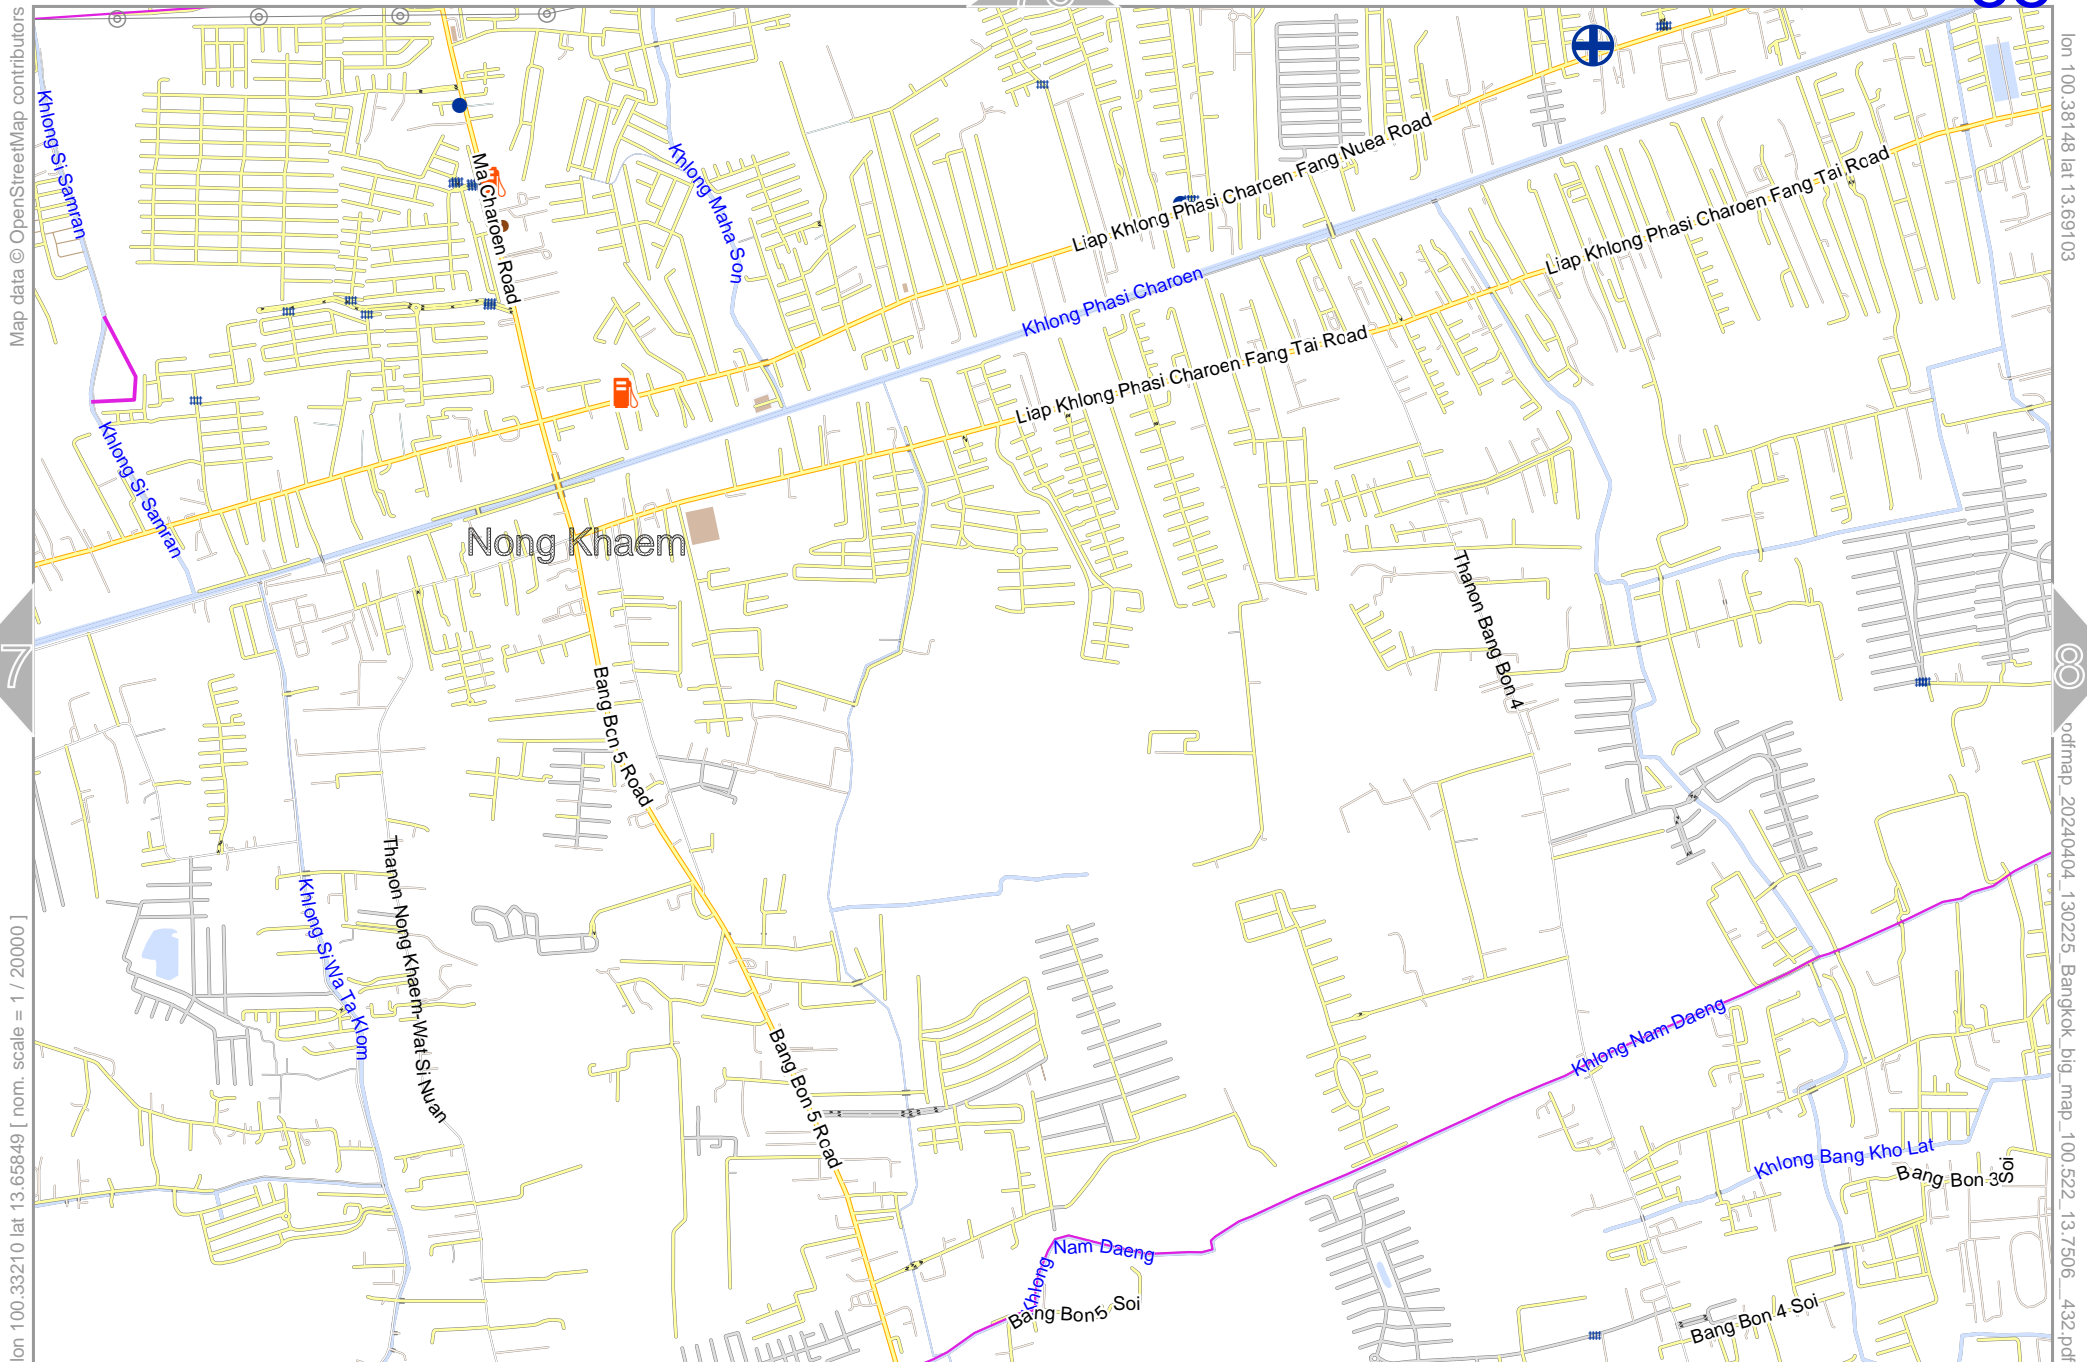 Map data © OpenStreetMap contributors
lon 100.33210 lat 13.65849 [ nom. scale = 1 / 20000 ]
lon 100.38148 lat 13.69103
pdfmap_20240404_130225_Bangkok_big_map_100.522_13.7506__432.pdf
7
8
Khlong Si Samran
Ma Charoen Road
Khlong Maha Son
Liap Khlong Phasi Charoen Fang Nuea Road
Liap Khlong Phasi Charoen Fang Tai Road
Khlong Phasi Charoen
Liap Khlong Phasi Charoen Fang Tai Road
Khlong Si Samran
Nong Khaem
Thanon Bang Bon 4
Bang Bon 5 Road
Thanon Nong Khaem-Wat Si Nuan
Khlong Si Wa Ta Klom
Bang Bon 5 Road
Khlong Nam Daeng
Khlong Bang Kho Lat
Bang Bon 3 Soi
Khlong Nam Daeng
Bang Bon 5 Soi
Bang Bon 4 Soi